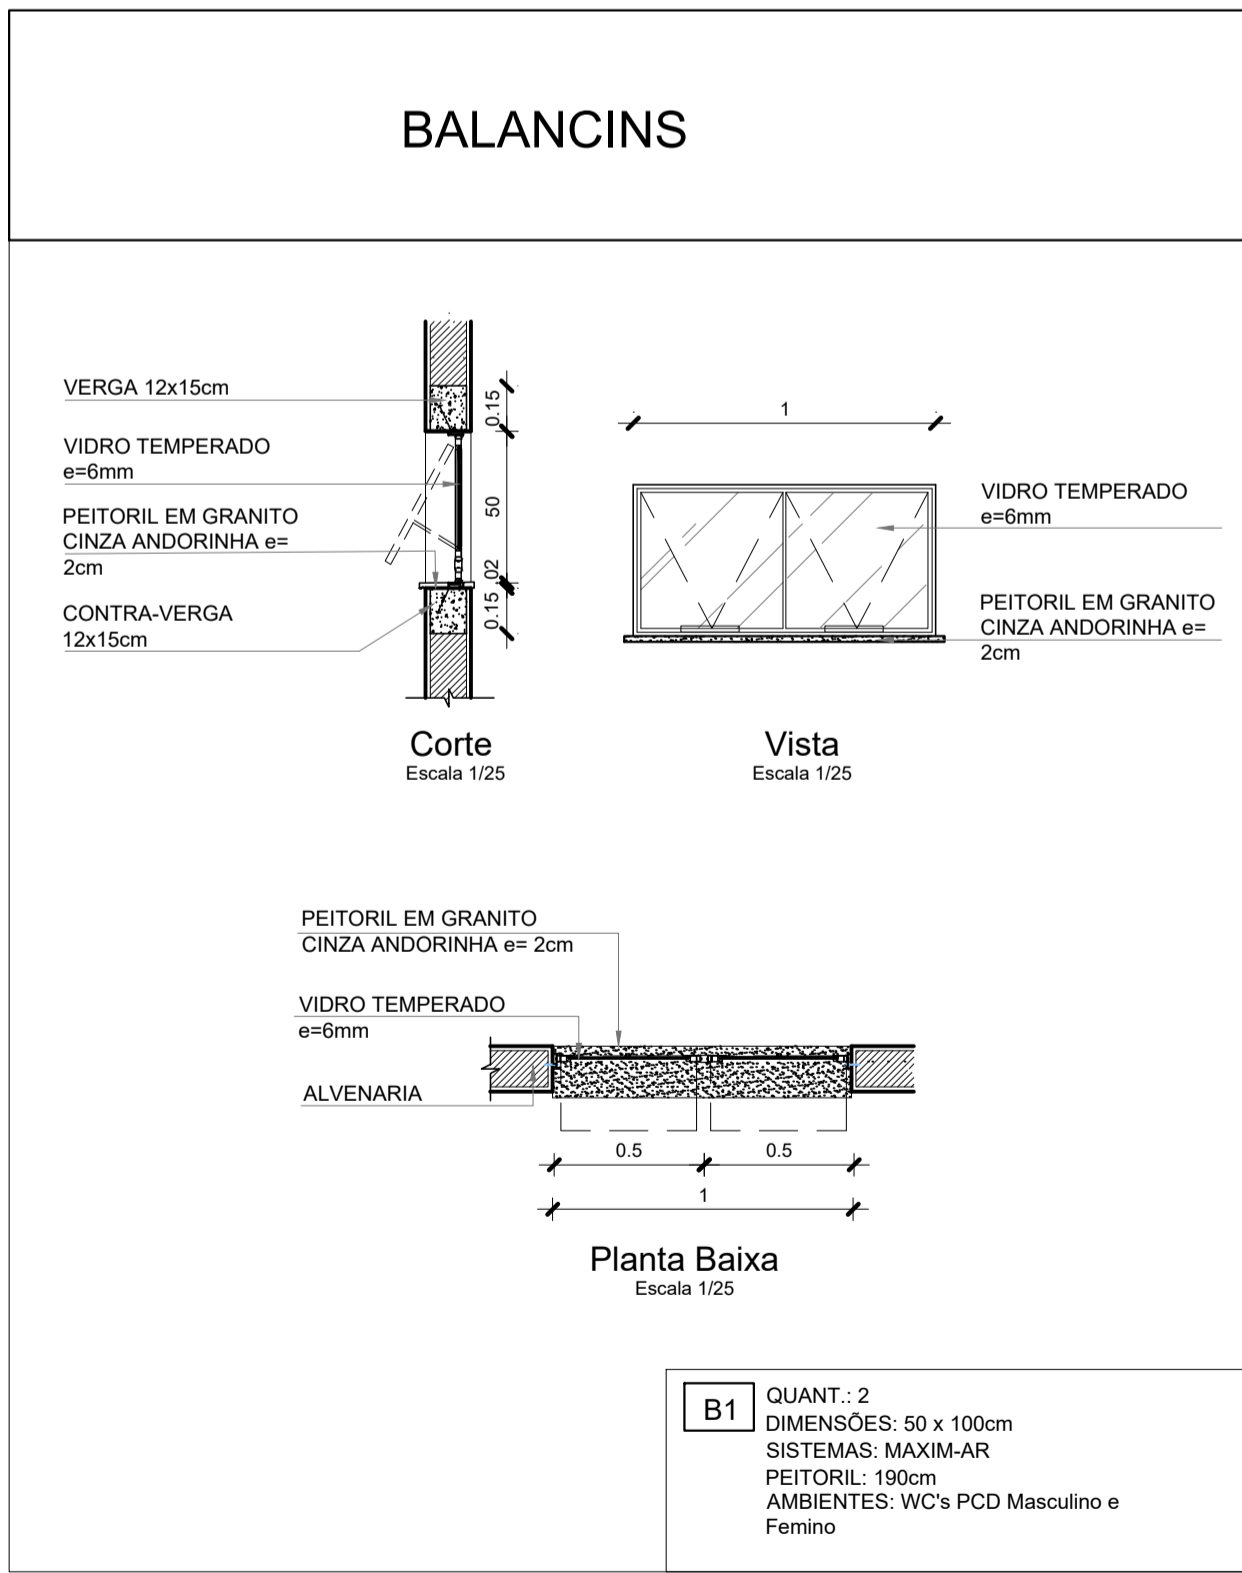 BALANCINS
VERGA 12x15cm
VIDRO TEMPERADO
e=6mm
PEITORIL EM GRANITO
CINZA ANDORINHA e=
2cm
CONTRA-VERGA
12x15cm
0.15
50
02
0.15
Corte
Escala 1/25
1
VIDRO TEMPERADO
e=6mm
PEITORIL EM GRANITO
CINZA ANDORINHA e=
2cm
Vista
Escala 1/25
PEITORIL EM GRANITO
CINZA ANDORINHA e= 2cm
VIDRO TEMPERADO
e=6mm
ALVENARIA
0.5
0.5
1
Planta Baixa
Escala 1/25
B1
QUANT.: 2
DIMENSÕES: 50 x 100cm
SISTEMAS: MAXIM-AR
PEITORIL: 190cm
AMBIENTES: WC's PCD Masculino e
Femino